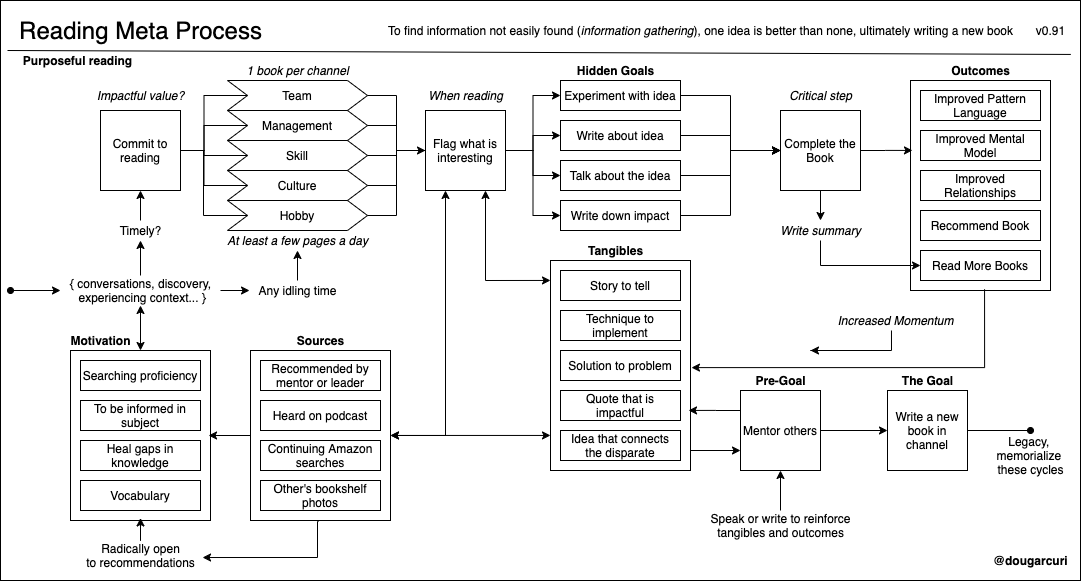 Reading Meta Process
To find information not easily found (information gathering), one idea is better than none, ultimately writing a new book
v0.91
Purposeful reading
Impactful value?
Commit to
reading
Timely?
{ conversations, discovery,
experiencing context... }
1 book per channel
Team
Management
Skill
Culture
Hobby
At least a few pages a day
Any idling time
When reading
Flag what is
interesting
Hidden Goals
Experiment with idea
Write about idea
Talk about the idea
Write down impact
Critical step
Complete the
Book
Write summary
Outcomes
Improved Pattern
Language
Improved Mental
Model
Improved
Relationships
Recommend Book
Read More Books
Increased Momentum
Motivation
Searching proficiency
To be informed in
subject
Heal gaps in
knowledge
Vocabulary
Radically open
to recommendations
Sources
Recommended by
mentor or leader
Heard on podcast
Continuing Amazon
searches
Other's bookshelf
photos
Tangibles
Story to tell
Technique to
implement
Solution to problem
Quote that is
impactful
Idea that connects
the disparate
Pre-Goal
Mentor others
Speak or write to reinforce
tangibles and outcomes
The Goal
Write a new
book in
channel
Legacy,
memorialize
these cycles
@dougarcuri